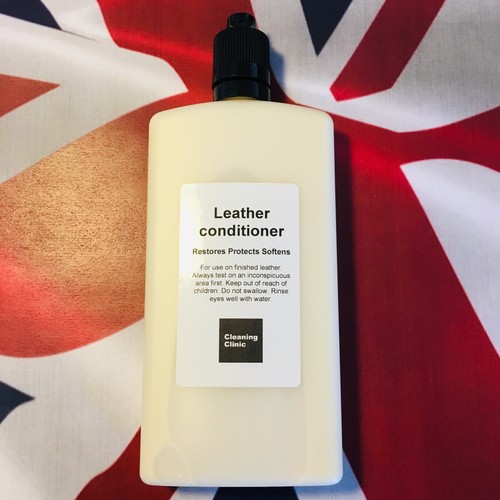 Leather
conditioner
Restores Protects Softens
For use on finished leather.
Always test on an inconspicuous
area first. Keep out of reach of
children. Do not swallow. Rinse
eyes well with water.
Cleaning
Clinic